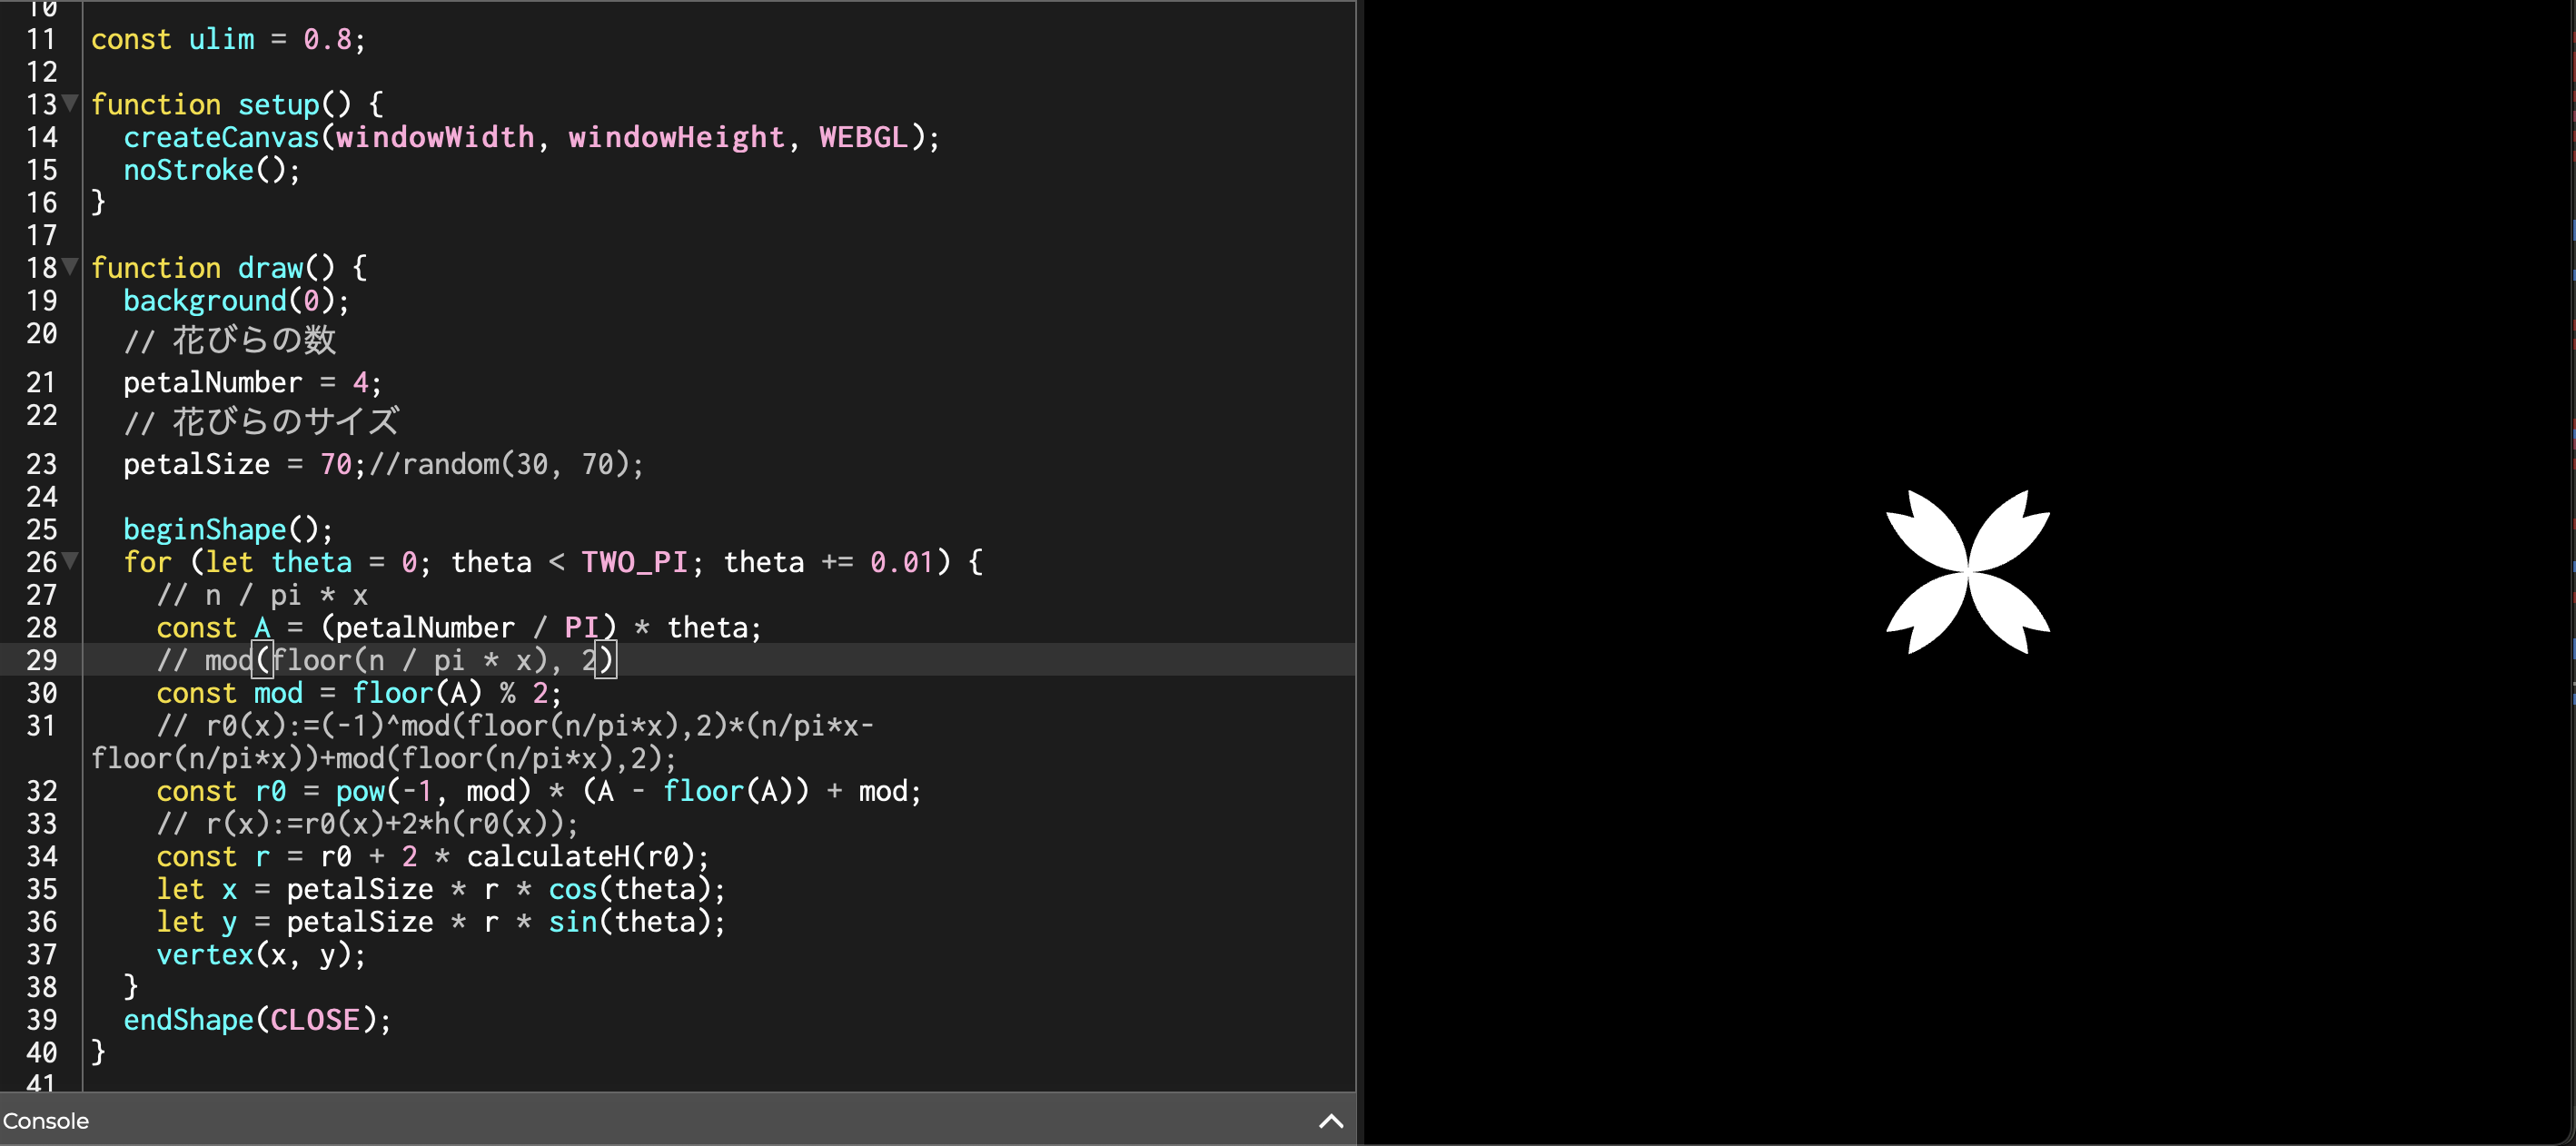 10
11 const ulim = 0.8;
12
13 function setup() {
14 createCanvas(windowWidth, windowHeight, WEBGL);
15 noStroke();
16 }
17
18 function draw() {
19 background(0);
20 // 花びらの数
21 petalNumber = 4;
22 // 花びらのサイズ
23 petalSize = 70;//random(30, 70);
24
25 beginShape();
26 for (let theta = 0; theta < TWO_PI; theta += 0.01) {
27 // n / pi * x
28 const A = (petalNumber / PI) * theta;
29 // mod(floor(n / pi * x), 2)
30 const mod = floor(A) % 2;
31 // r0(x):=(-1)^mod(floor(n/pi*x),2)*(n/pi*x-
floor(n/pi*x))+mod(floor(n/pi*x),2);
32 const r0 = pow(-1, mod) * (A - floor(A)) + mod;
33 // r(x):=r0(x)+2*h(r0(x));
34 const r = r0 + 2 * calculateH(r0);
35 let x = petalSize * r * cos(theta);
36 let y = petalSize * r * sin(theta);
37 vertex(x, y);
38 }
39 endShape(CLOSE);
40 }
41
Console